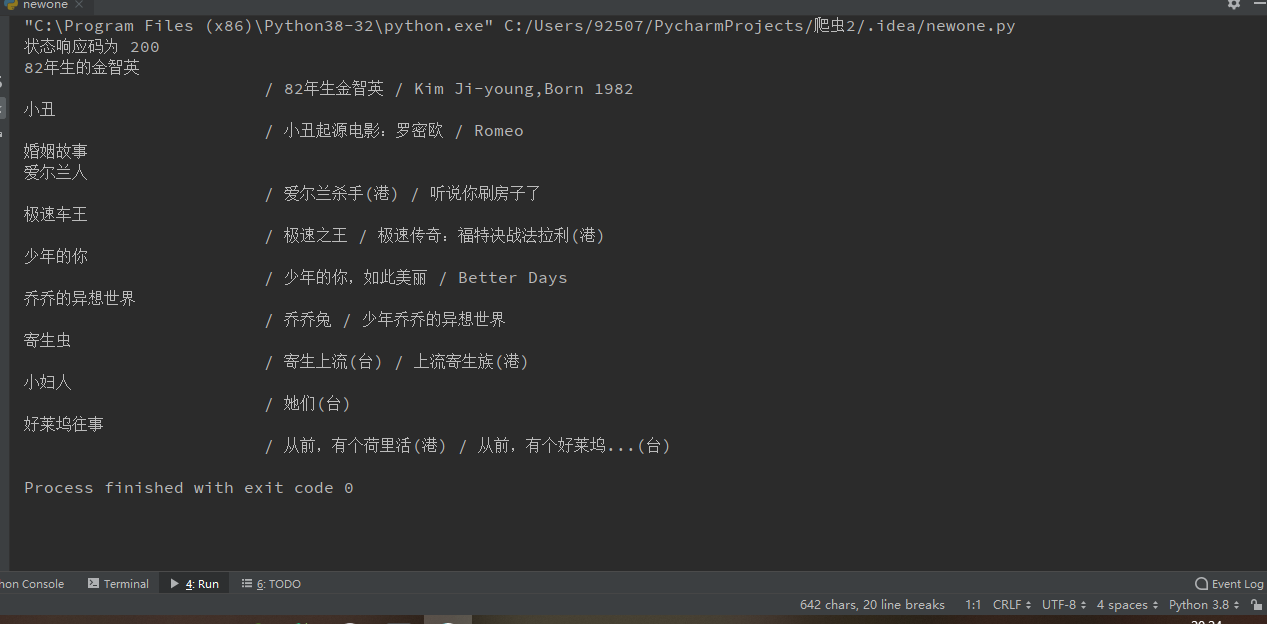 newone
"C:\Program Files (x86)\Python38-32\python.exe" C:/Users/92507/PycharmProjects/爬虫2/.idea/newone.py
状态响应码为 200
82年生的金智英
/ 82年生金智英 / Kim Ji-young,Born 1982
小丑
/ 小丑起源电影：罗密欧 / Romeo
婚姻故事
爱尔兰人
/ 爱尔兰杀手(港) / 听说你刷房子了
极速车王
/ 极速之王 / 极速传奇：福特决战法拉利(港)
少年的你
/ 少年的你，如此美丽 / Better Days
乔乔的异想世界
/ 乔乔兔 / 少年乔乔的异想世界
寄生虫
/ 寄生上流(台) / 上流寄生族(港)
小妇人
/ 她们(台)
好莱坞往事
/ 从前，有个荷里活(港) / 从前，有个好莱坞...(台)
Process finished with exit code 0
hon Console Terminal 4: Run 6: TODO Event Log
642 chars, 20 line breaks 1:1 CRLF UTF-8 4 spaces Python 3.8